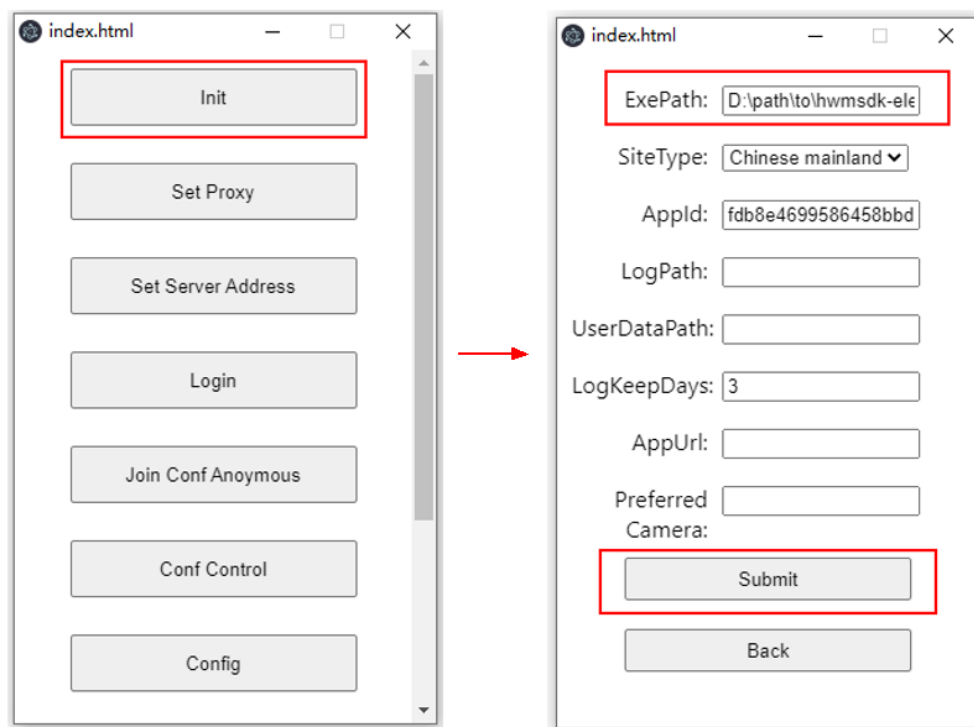 index.html
Init
Set Proxy
Set Server Address
Login
Join Conf Anoymous
Conf Control
Config
index.html
ExePath: D:\path\to\hwmsdk-ele
SiteType: Chinese mainland
AppId: fdb8e4699586458bbd
LogPath:
UserDataPath:
LogKeepDays: 3
AppUrl:
Preferred
Camera:
Submit
Back